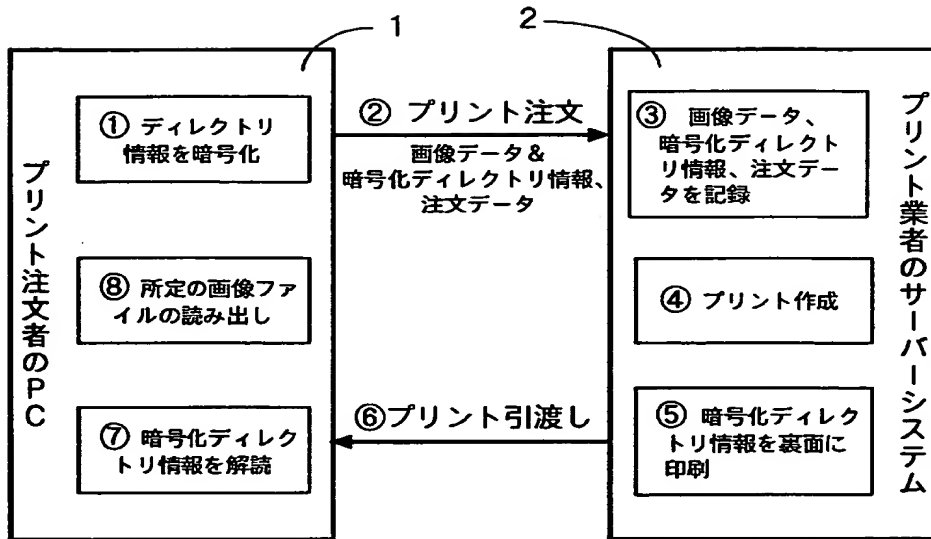 1
2
プリント注文者のPC
① ディレクトリ
情報を暗号化
② プリント注文
画像データ&
暗号化ディレクトリ情報、
注文データ
③ 画像データ、
暗号化ディレクト
リ情報、注文デー
タを記録
プリント業者のサーバーシステム
⑧ 所定の画像ファ
イルの読み出し
④ プリント作成
⑥プリント引渡し
⑦ 暗号化ディレク
トリ情報を解読
⑤ 暗号化ディレク
トリ情報を裏面に
印刷